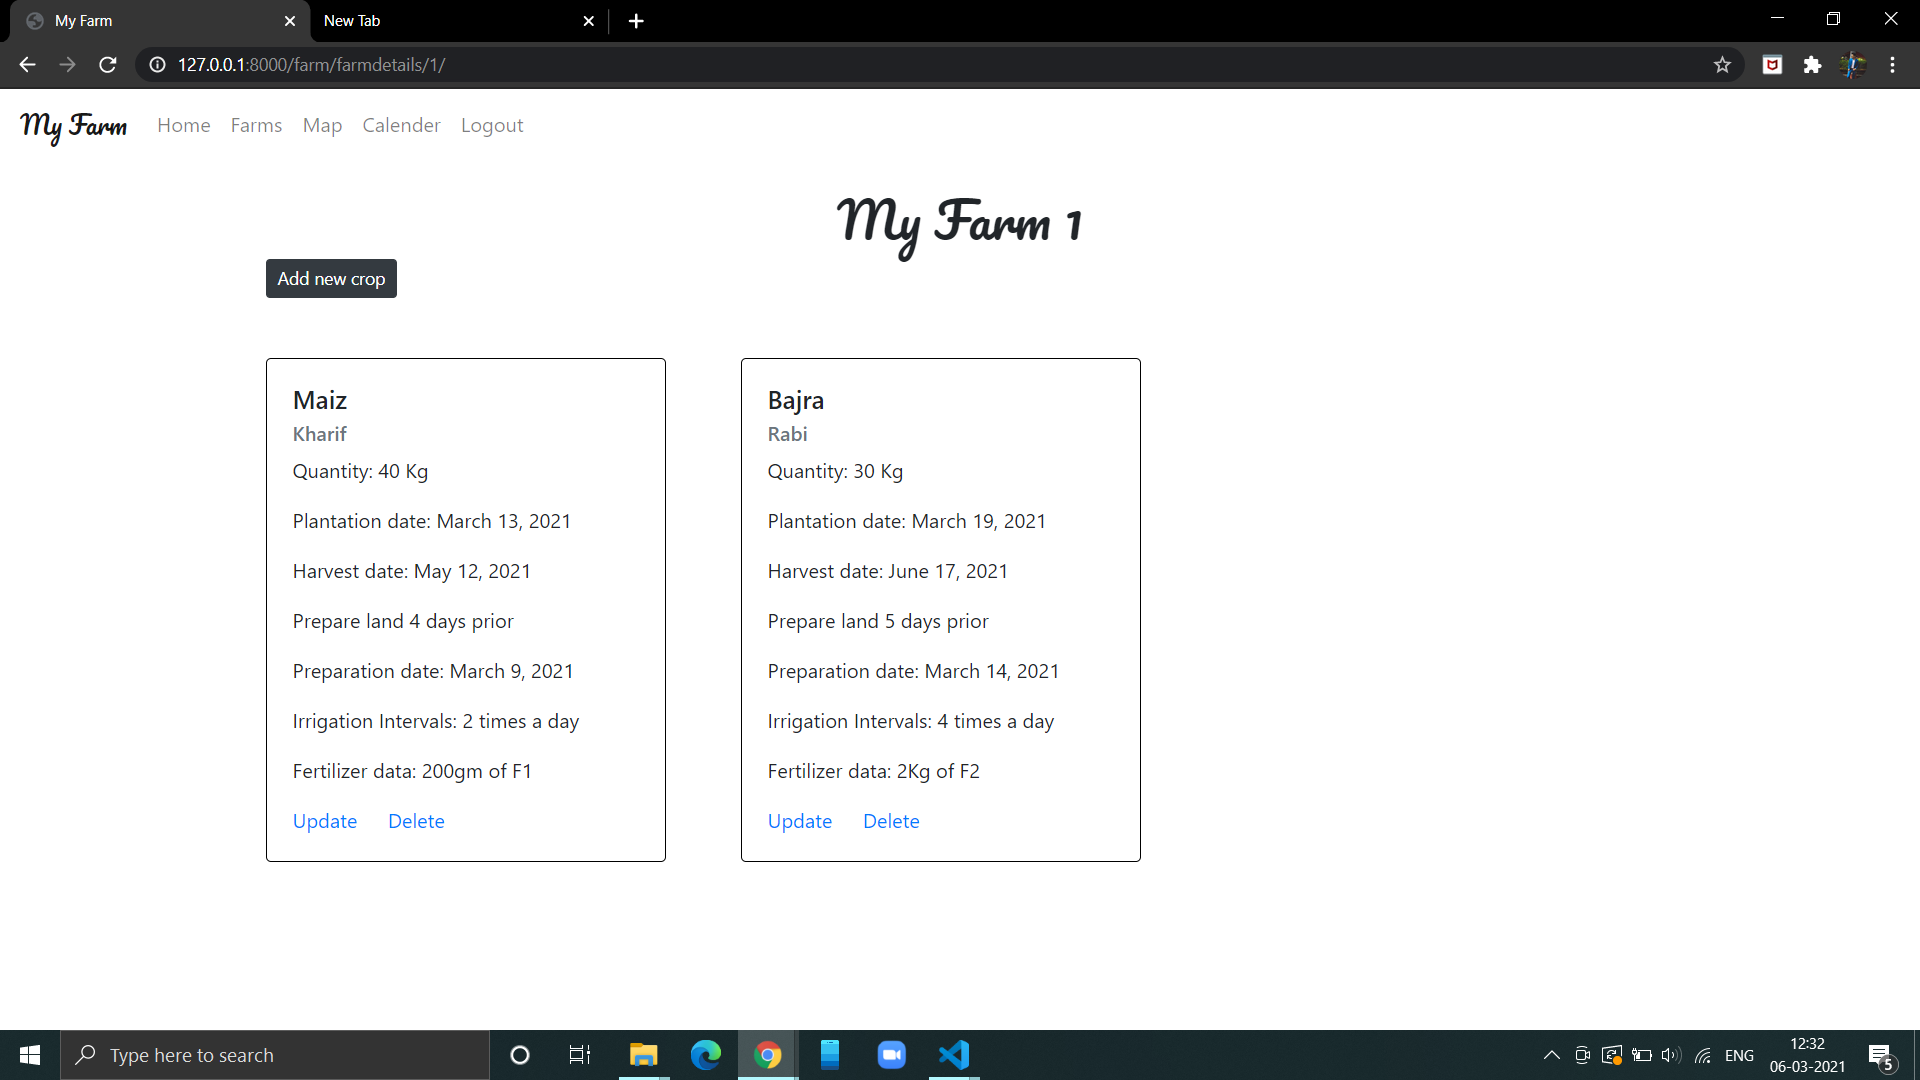 My Farm
New Tab
127.0.0.1:8000/farm/farmdetails/1/
My Farm Home Farms Map Calender Logout
My Farm 1
Add new crop
Maiz
Kharif
Quantity: 40 Kg
Plantation date: March 13, 2021
Harvest date: May 12, 2021
Prepare land 4 days prior
Preparation date: March 9, 2021
Irrigation Intervals: 2 times a day
Fertilizer data: 200gm of F1
Update Delete
Bajra
Rabi
Quantity: 30 Kg
Plantation date: March 19, 2021
Harvest date: June 17, 2021
Prepare land 5 days prior
Preparation date: March 14, 2021
Irrigation Intervals: 4 times a day
Fertilizer data: 2Kg of F2
Update Delete
Type here to search
ENG
12:32
06-03-2021
5